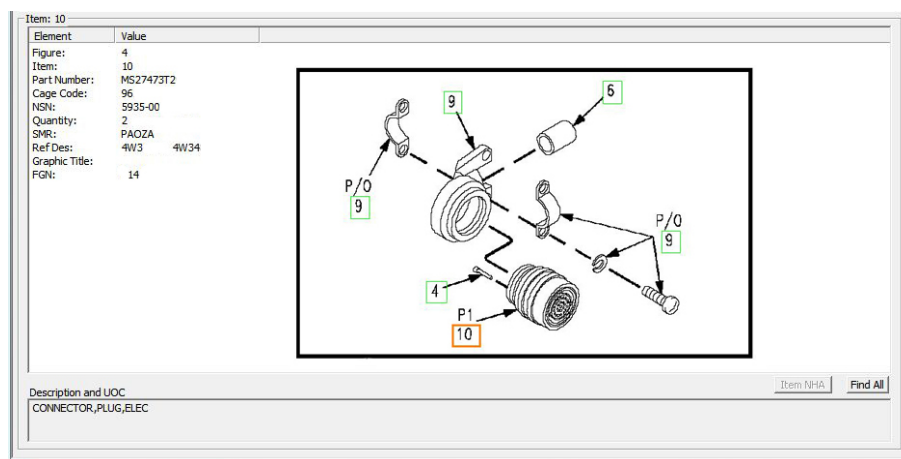 Item: 10
Element Value
Figure: 4
Item: 10
Part Number: MS27473T2
Cage Code: 96
NSN: 5935-00
Quantity: 2
SMR: PAOZA
Ref Des: 4W3 4W34
Graphic Title:
FGN: 14
6
9
P/O
9
P/O
9
4
P1
10
Item NHA Find All
Description and UOC
CONNECTOR,PLUG,ELEC